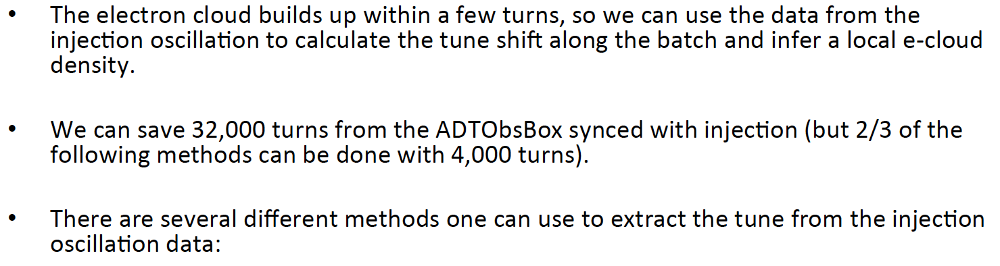 • The electron cloud builds up within a few turns, so we can use the data from the
injection oscillation to calculate the tune shift along the batch and infer a local e-cloud
density.
• We can save 32,000 turns from the ADTObsBox synced with injection (but 2/3 of the
following methods can be done with 4,000 turns).
• There are several different methods one can use to extract the tune from the injection
oscillation data: